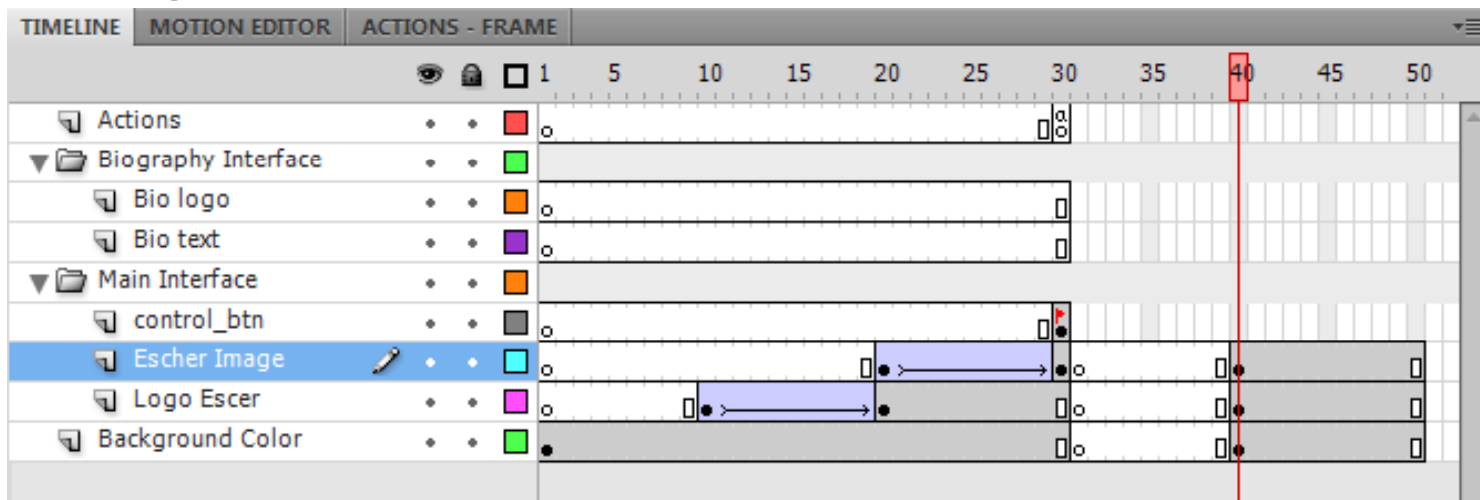 TIMELINE MOTION EDITOR ACTIONS - FRAME
1 5 10 15 20 25 30 35 40 45 50
Actions a
Biography Interface
Bio logo
Bio text
Main Interface
control_btn
Escher Image
Logo Escer
Background Color